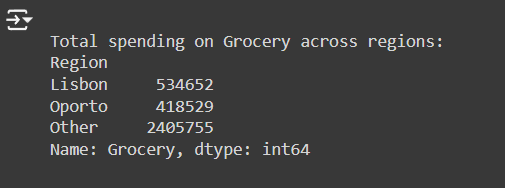 Total spending on Grocery across regions:
Region
Lisbon     534652
Oporto     418529
Other     2405755
Name: Grocery, dtype: int64